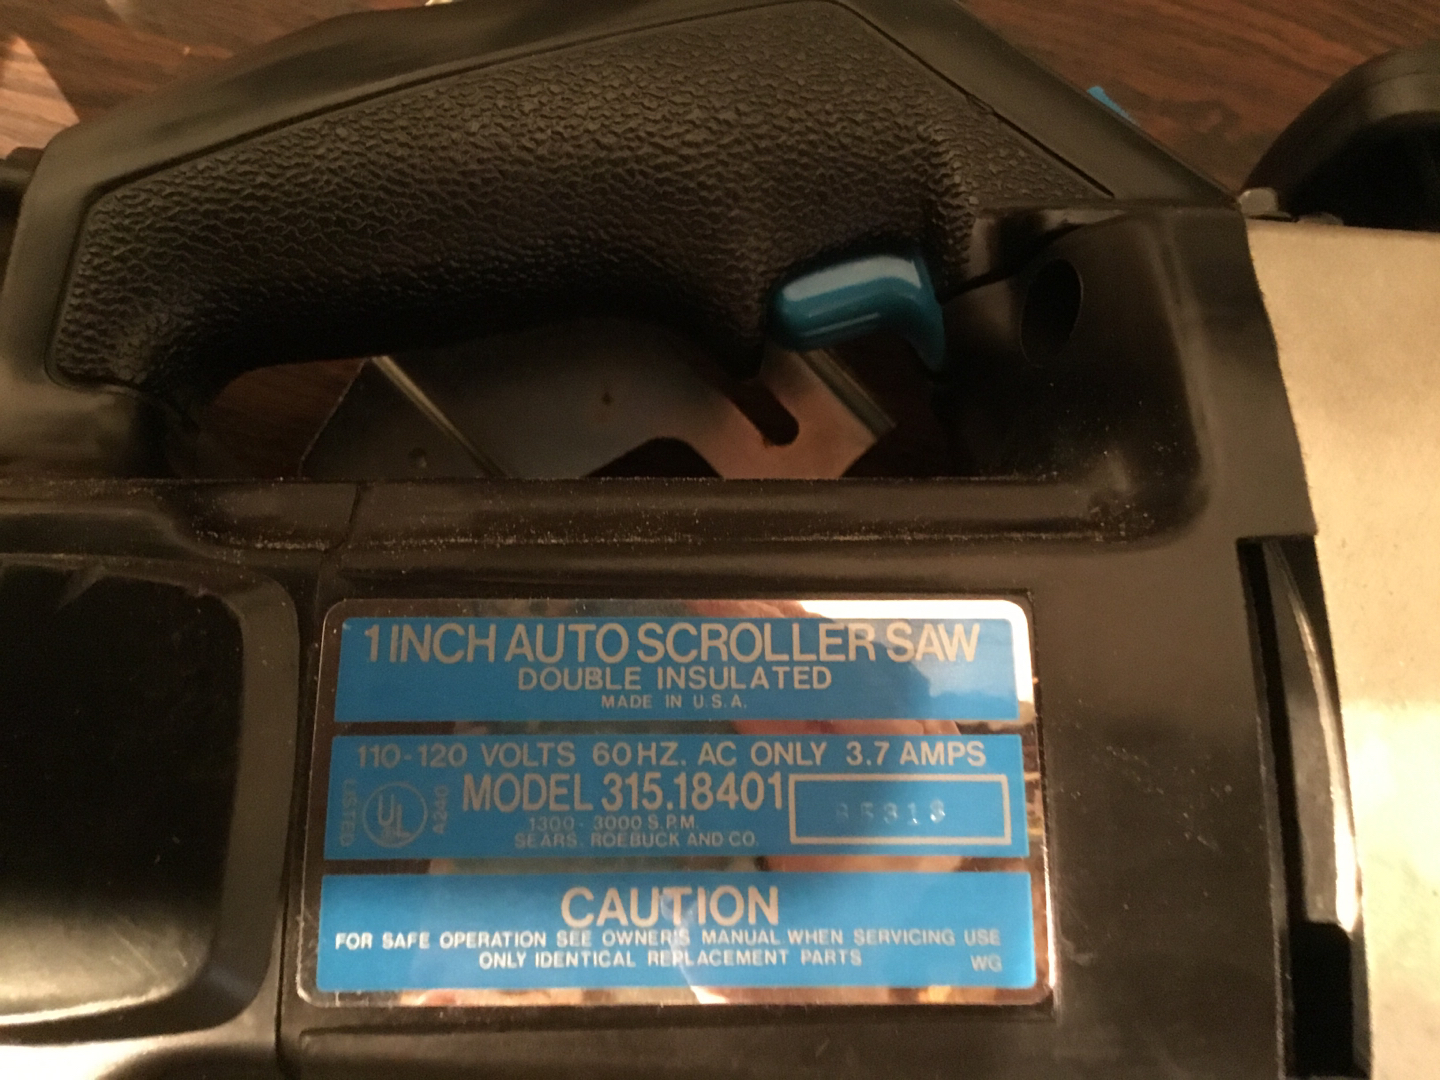 1 INCH AUTO SCROLLER SAW
DOUBLE INSULATED
MADE IN U.S.A.
110-120 VOLTS 60HZ. AC ONLY 3.7 AMPS
LISTED
UL
A240
MODEL 315.18401
1300-3000 S.P.M.
SEARS, ROEBUCK AND CO.
CAUTION
FOR SAFE OPERATION SEE OWNER'S MANUAL. WHEN SERVICING USE
ONLY IDENTICAL REPLACEMENT PARTS
WG